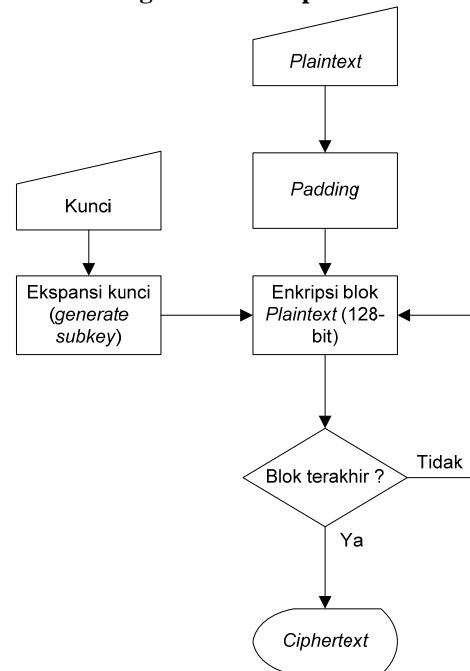 Plaintext
Padding
Kunci
Ekspansi kunci
(generate
subkey)
Enkripsi blok
Plaintext (128-
bit)
Blok terakhir ?
Tidak
Ya
Ciphertext